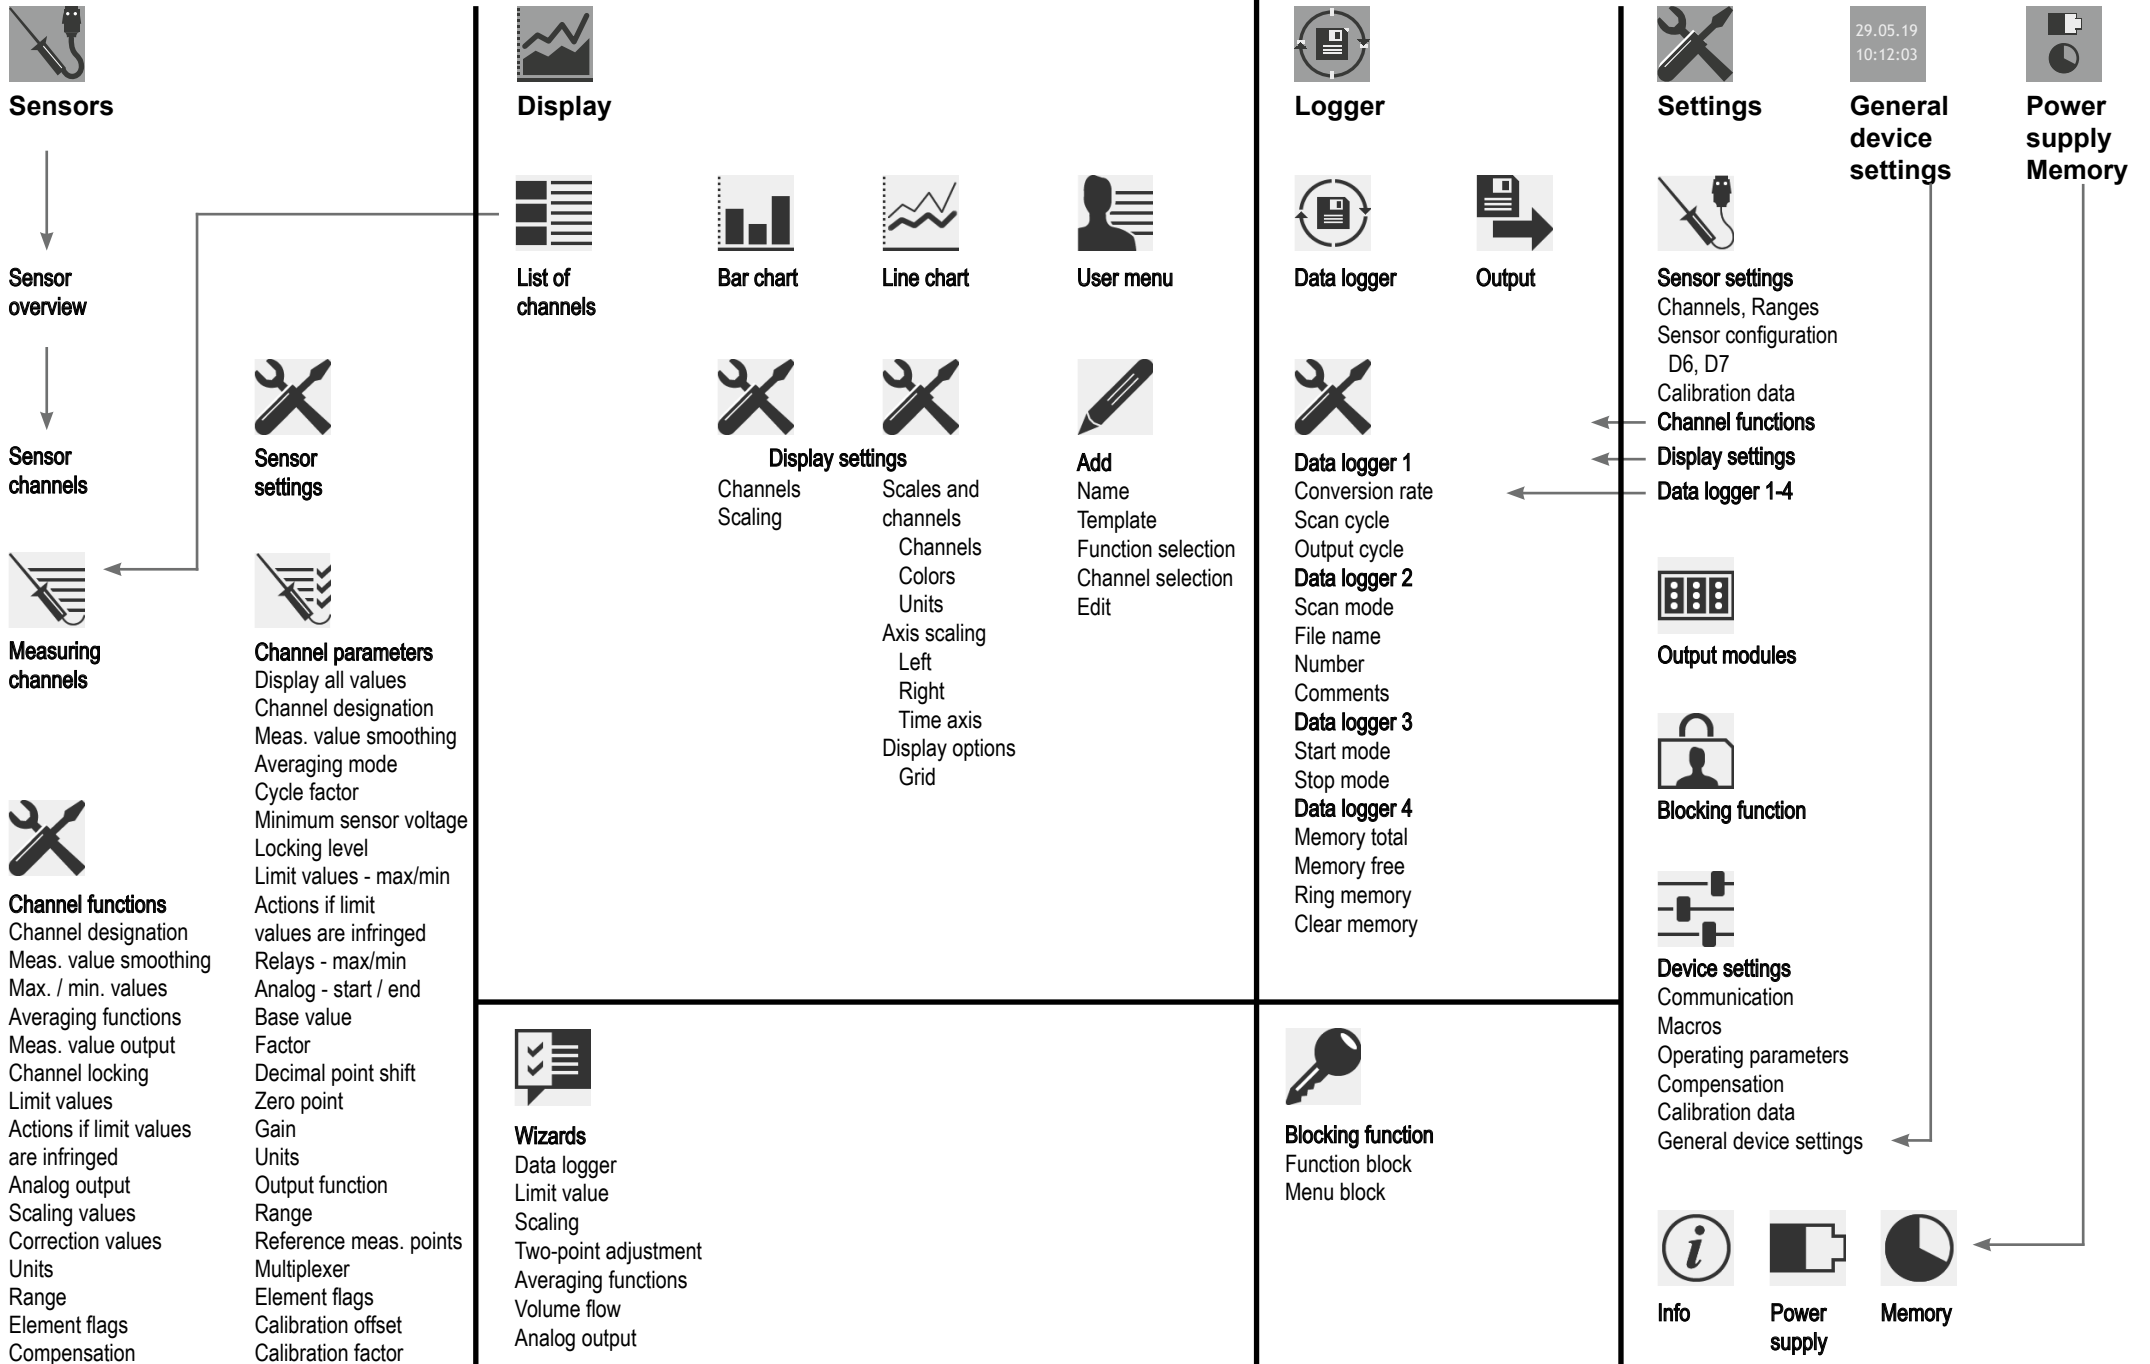 Sensors
Sensor
overview
Sensor
channels
Sensor
settings
Measuring
channels
Channel functions
Channel designation
Meas. value smoothing
Max. / min. values
Averaging functions
Meas. value output
Channel locking
Limit values
Actions if limit values
are infringed
Analog output
Scaling values
Correction values
Units
Range
Element flags
Compensation
Channel parameters
Display all values
Channel designation
Meas. value smoothing
Averaging mode
Cycle factor
Minimum sensor voltage
Locking level
Limit values - max/min
Actions if limit
values are infringed
Relays - max/min
Analog - start / end
Base value
Factor
Decimal point shift
Zero point
Gain
Units
Output function
Range
Reference meas. points
Multiplexer
Element flags
Calibration offset
Calibration factor
Display
List of
channels
Bar chart
Line chart
User menu
Display settings
Channels
Scaling
Scales and
channels
Channels
Colors
Units
Axis scaling
Left
Right
Time axis
Display options
Grid
Add
Name
Template
Function selection
Channel selection
Edit
Wizards
Data logger
Limit value
Scaling
Two-point adjustment
Averaging functions
Volume flow
Analog output
Logger
Data logger
Output
Data logger 1
Conversion rate
Scan cycle
Output cycle
Data logger 2
Scan mode
File name
Number
Comments
Data logger 3
Start mode
Stop mode
Data logger 4
Memory total
Memory free
Ring memory
Clear memory
Blocking function
Function block
Menu block
Settings
29.05.19
10:12:03
General
device
settings
Power
supply
Memory
Sensor settings
Channels, Ranges
Sensor configuration
D6, D7
Calibration data
Channel functions
Display settings
Data logger 1-4
Output modules
Blocking function
Device settings
Communication
Macros
Operating parameters
Compensation
Calibration data
General device settings
i
Info
Power
supply
Memory